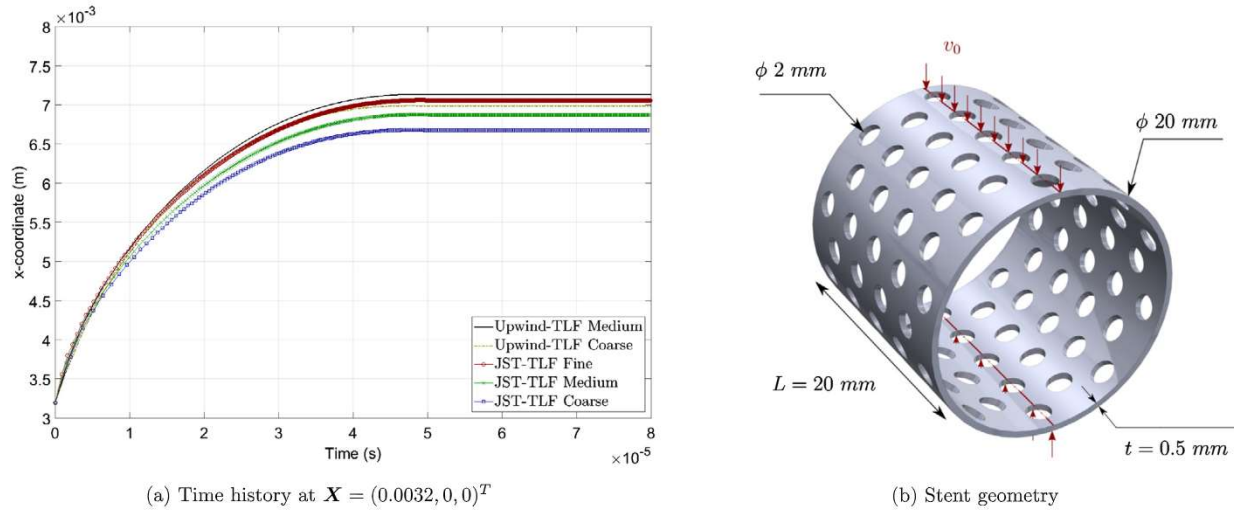 ×10⁻³
8
7.5
7
6.5
6
5.5
5
4.5
4
3.5
3
x-coordinate (m)
0 1 2 3 4 5 6 7 8
Time (s)
×10⁻⁵
Upwind-TLF Medium
Upwind-TLF Coarse
JST-TLF Fine
JST-TLF Medium
JST-TLF Coarse
(a) Time history at X = (0.0032, 0, 0)ᵀ
v₀
ϕ 2 mm
ϕ 20 mm
L = 20 mm
t = 0.5 mm
(b) Stent geometry